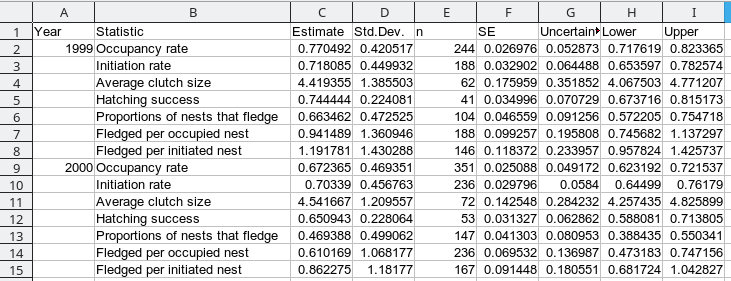 A B C D E F G H I
1 Year Statistic Estimate Std.Dev. n SE Uncertain Lower Upper
2 1999 Occupancy rate 0.770492 0.420517 244 0.026976 0.052873 0.717619 0.823365
3 Initiation rate 0.718085 0.449932 188 0.032902 0.064488 0.653597 0.782574
4 Average clutch size 4.419355 1.385503 62 0.175959 0.351852 4.067503 4.771207
5 Hatching success 0.744444 0.224081 41 0.034996 0.070729 0.673716 0.815173
6 Proportions of nests that fledge 0.663462 0.472525 104 0.046559 0.091256 0.572205 0.754718
7 Fledged per occupied nest 0.941489 1.360946 188 0.099257 0.195808 0.745682 1.137297
8 Fledged per initiated nest 1.191781 1.430288 146 0.118372 0.233957 0.957824 1.425737
9 2000 Occupancy rate 0.672365 0.469351 351 0.025088 0.049172 0.623192 0.721537
10 Initiation rate 0.70339 0.456763 236 0.029796 0.0584 0.64499 0.76179
11 Average clutch size 4.541667 1.209557 72 0.142548 0.284232 4.257435 4.825899
12 Hatching success 0.650943 0.228064 53 0.031327 0.062862 0.588081 0.713805
13 Proportions of nests that fledge 0.469388 0.499062 147 0.041303 0.080953 0.388435 0.550341
14 Fledged per occupied nest 0.610169 1.068177 236 0.069532 0.136987 0.473183 0.747156
15 Fledged per initiated nest 0.862275 1.18177 167 0.091448 0.180551 0.681724 1.042827